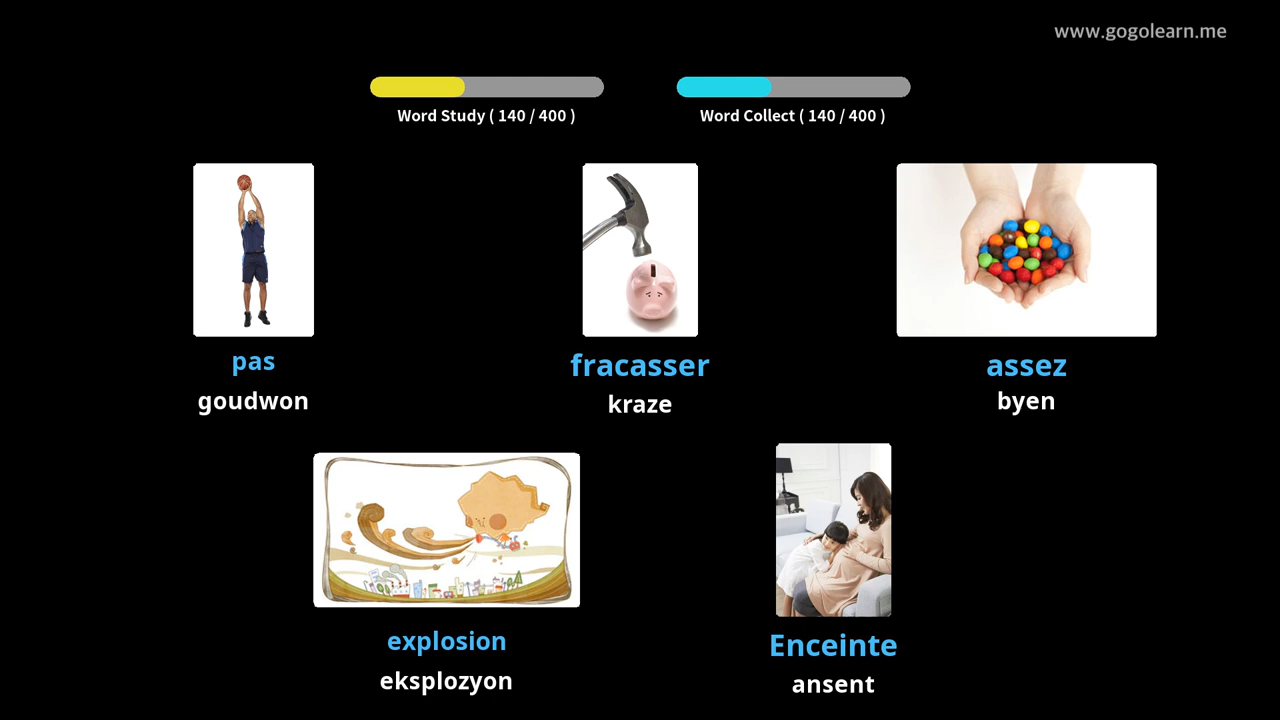 www.gogolearn.me
Word Study ( 140 / 400 )
Word Collect ( 140 / 400 )
pas
goudwon
fracasser
kraze
assez
byen
explosion
eksplozyon
Enceinte
ansent